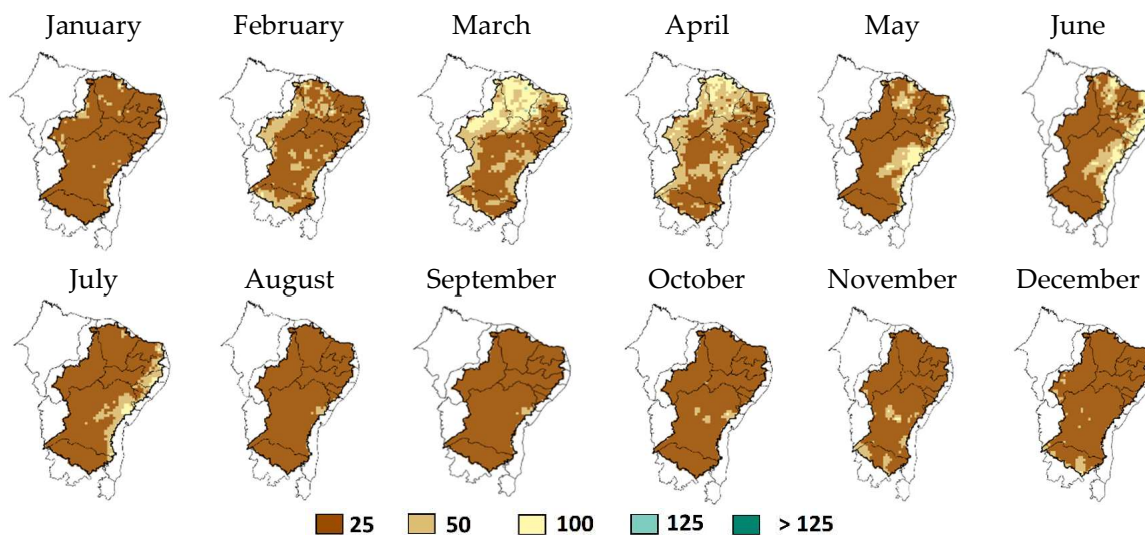 January February March April May June
July August September October November December
25 50 100 125 > 125